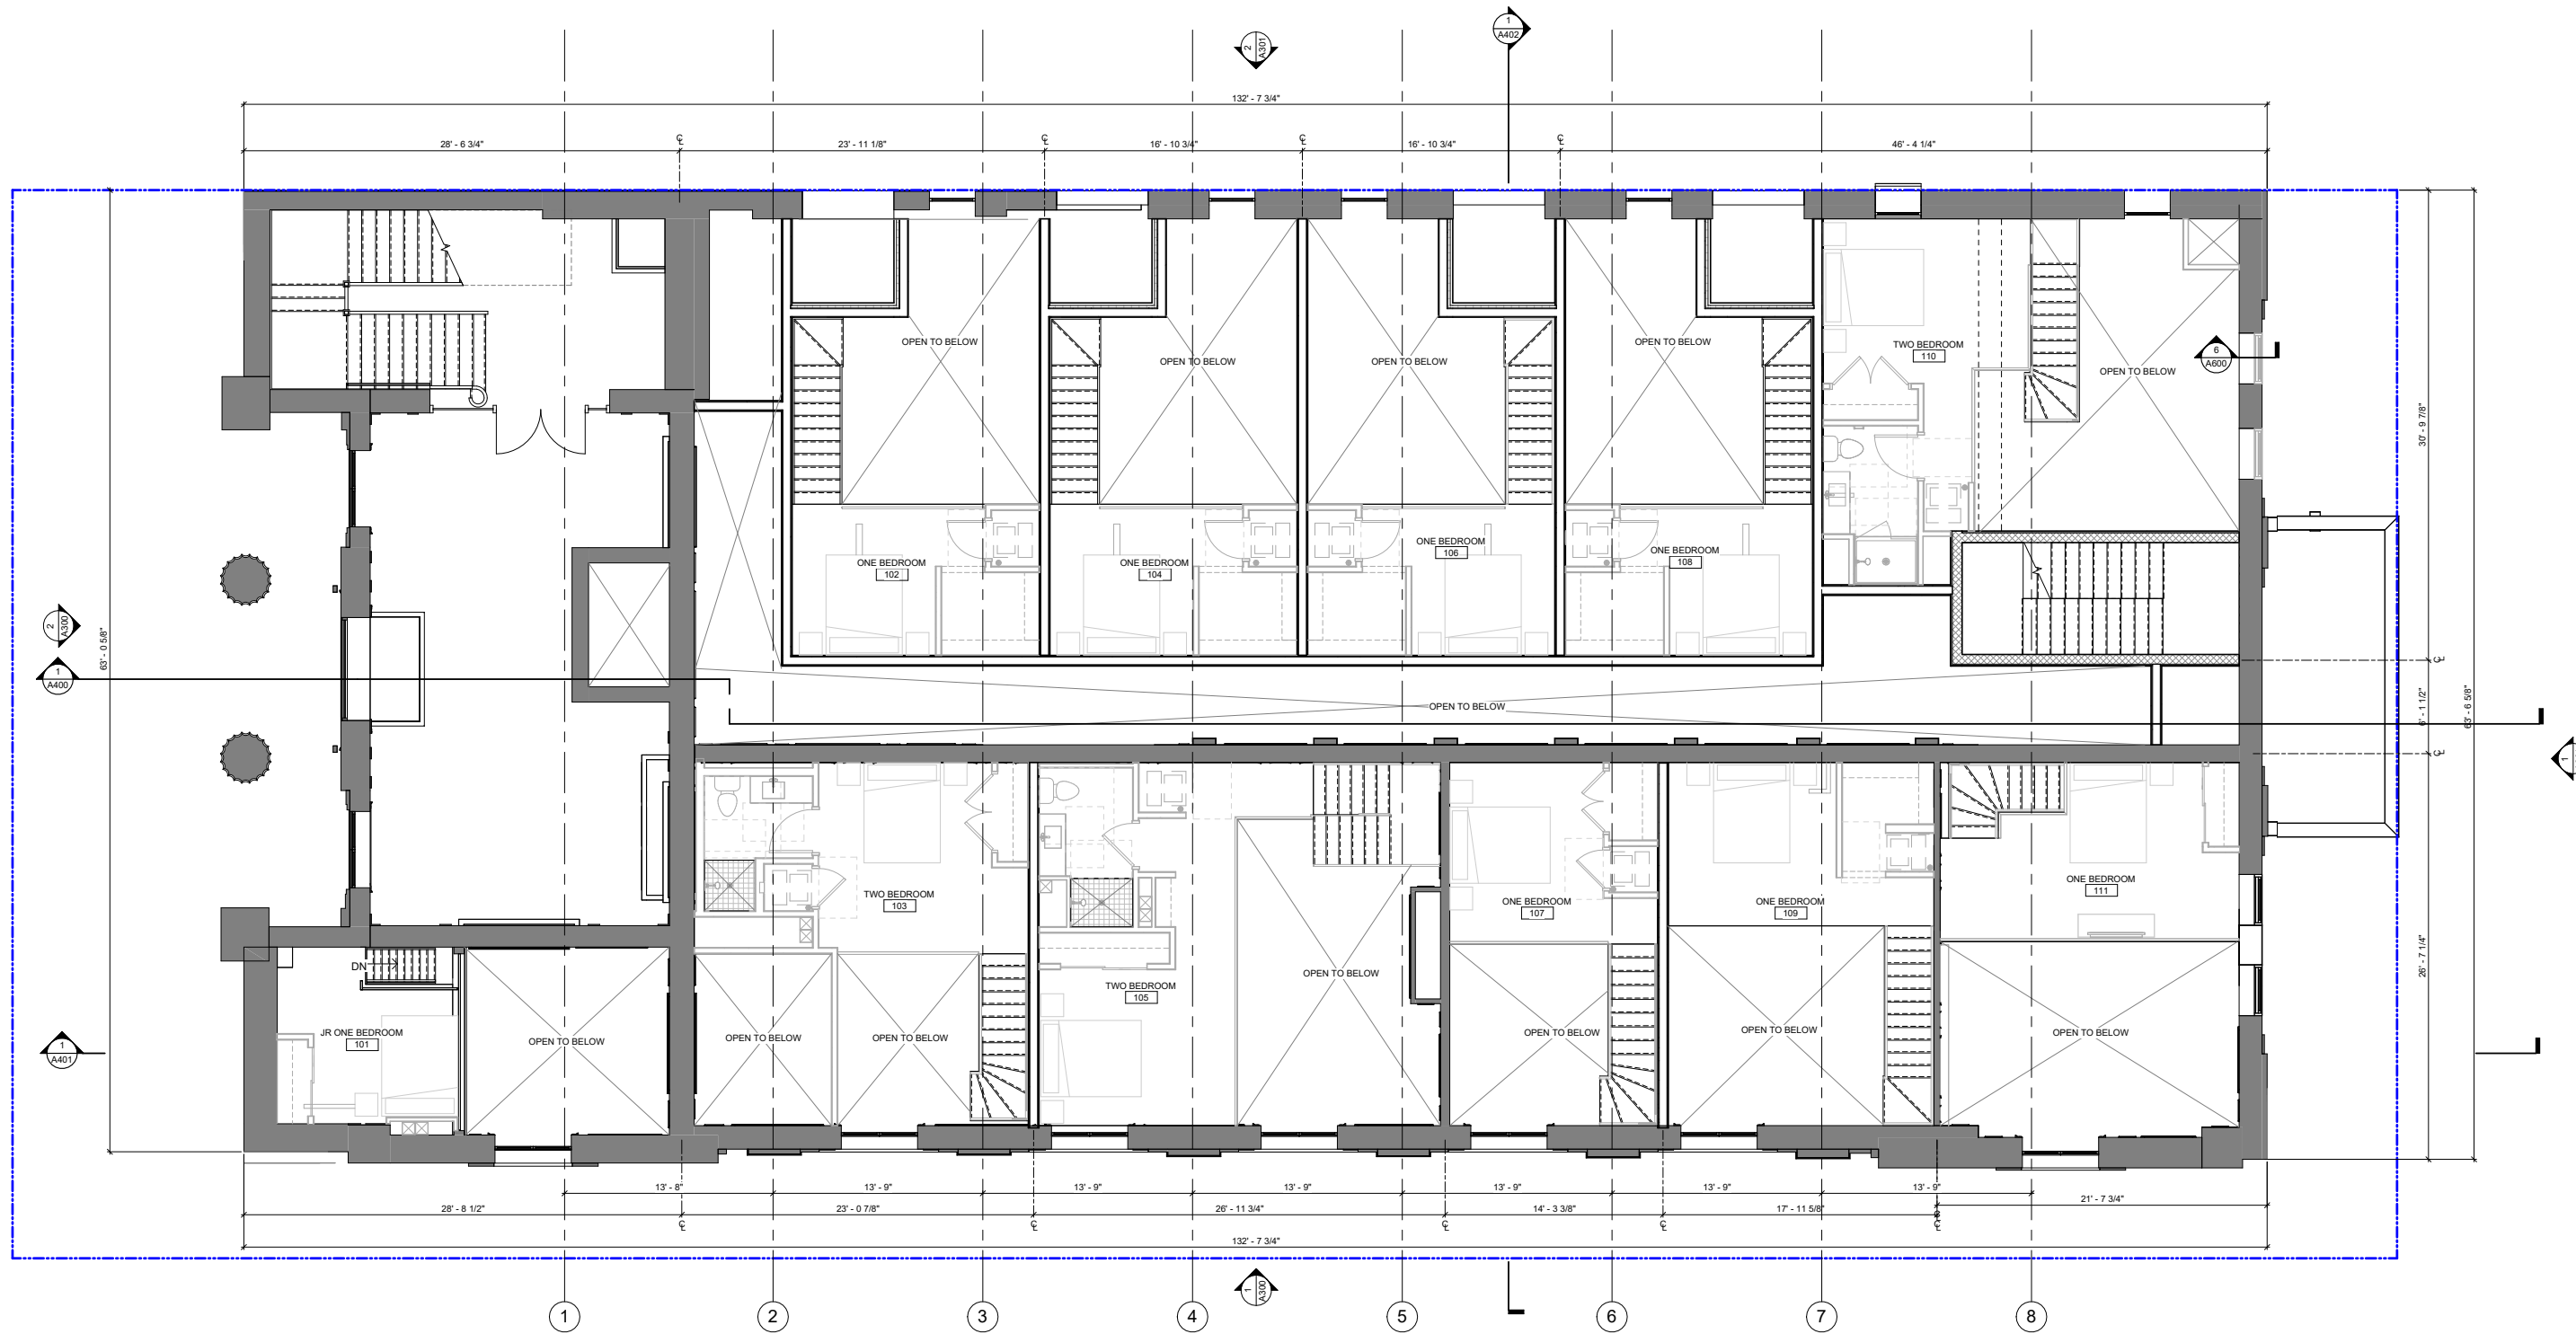 1
A402
2
A301
132' - 7 3/4"
28' - 6 3/4"
23' - 11 1/8"
16' - 10 3/4"
16' - 10 3/4"
46' - 4 1/4"
OPEN TO BELOW
OPEN TO BELOW
OPEN TO BELOW
OPEN TO BELOW
TWO BEDROOM
110
OPEN TO BELOW
6
A600
30' - 9 7/8"
ONE BEDROOM
102
ONE BEDROOM
104
ONE BEDROOM
106
ONE BEDROOM
108
2
A300
63' - 0 5/8"
1
A400
OPEN TO BELOW
6' - 1 1/2"
63' - 6 5/8"
1
TWO BEDROOM
103
ONE BEDROOM
107
ONE BEDROOM
109
ONE BEDROOM
111
26' - 7 1/4"
DN
OPEN TO BELOW
TWO BEDROOM
105
JR ONE BEDROOM
101
OPEN TO BELOW
OPEN TO BELOW
OPEN TO BELOW
OPEN TO BELOW
OPEN TO BELOW
OPEN TO BELOW
1
A401
13' - 8"
13' - 9"
13' - 9"
13' - 9"
13' - 9"
13' - 9"
13' - 9"
28' - 8 1/2"
23' - 0 7/8"
26' - 11 3/4"
14' - 3 3/8"
17' - 11 5/8"
21' - 7 3/4"
132' - 7 3/4"
1
A300
1
2
3
4
5
6
7
8